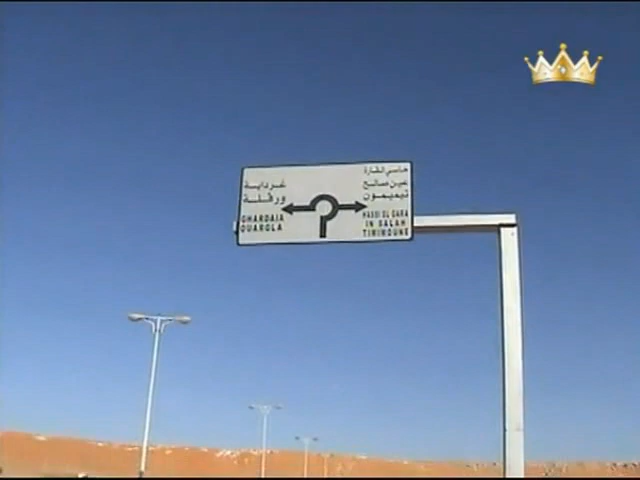 غرداية
ورقلة
GHARDAIA
OUARGLA
حاسي القارة
عين صالح
تيميمون
HASSI EL GARA
IN SALAH
TIMIMOUNE